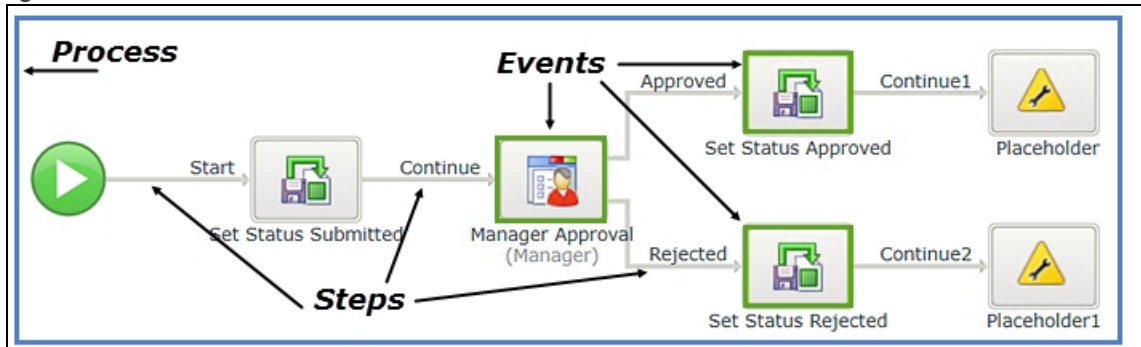 Process
Events
Approved
Continue1
Set Status Approved
Placeholder
Start
Continue
Set Status Submitted
Manager Approval
(Manager)
Rejected
Continue2
Steps
Set Status Rejected
Placeholder1